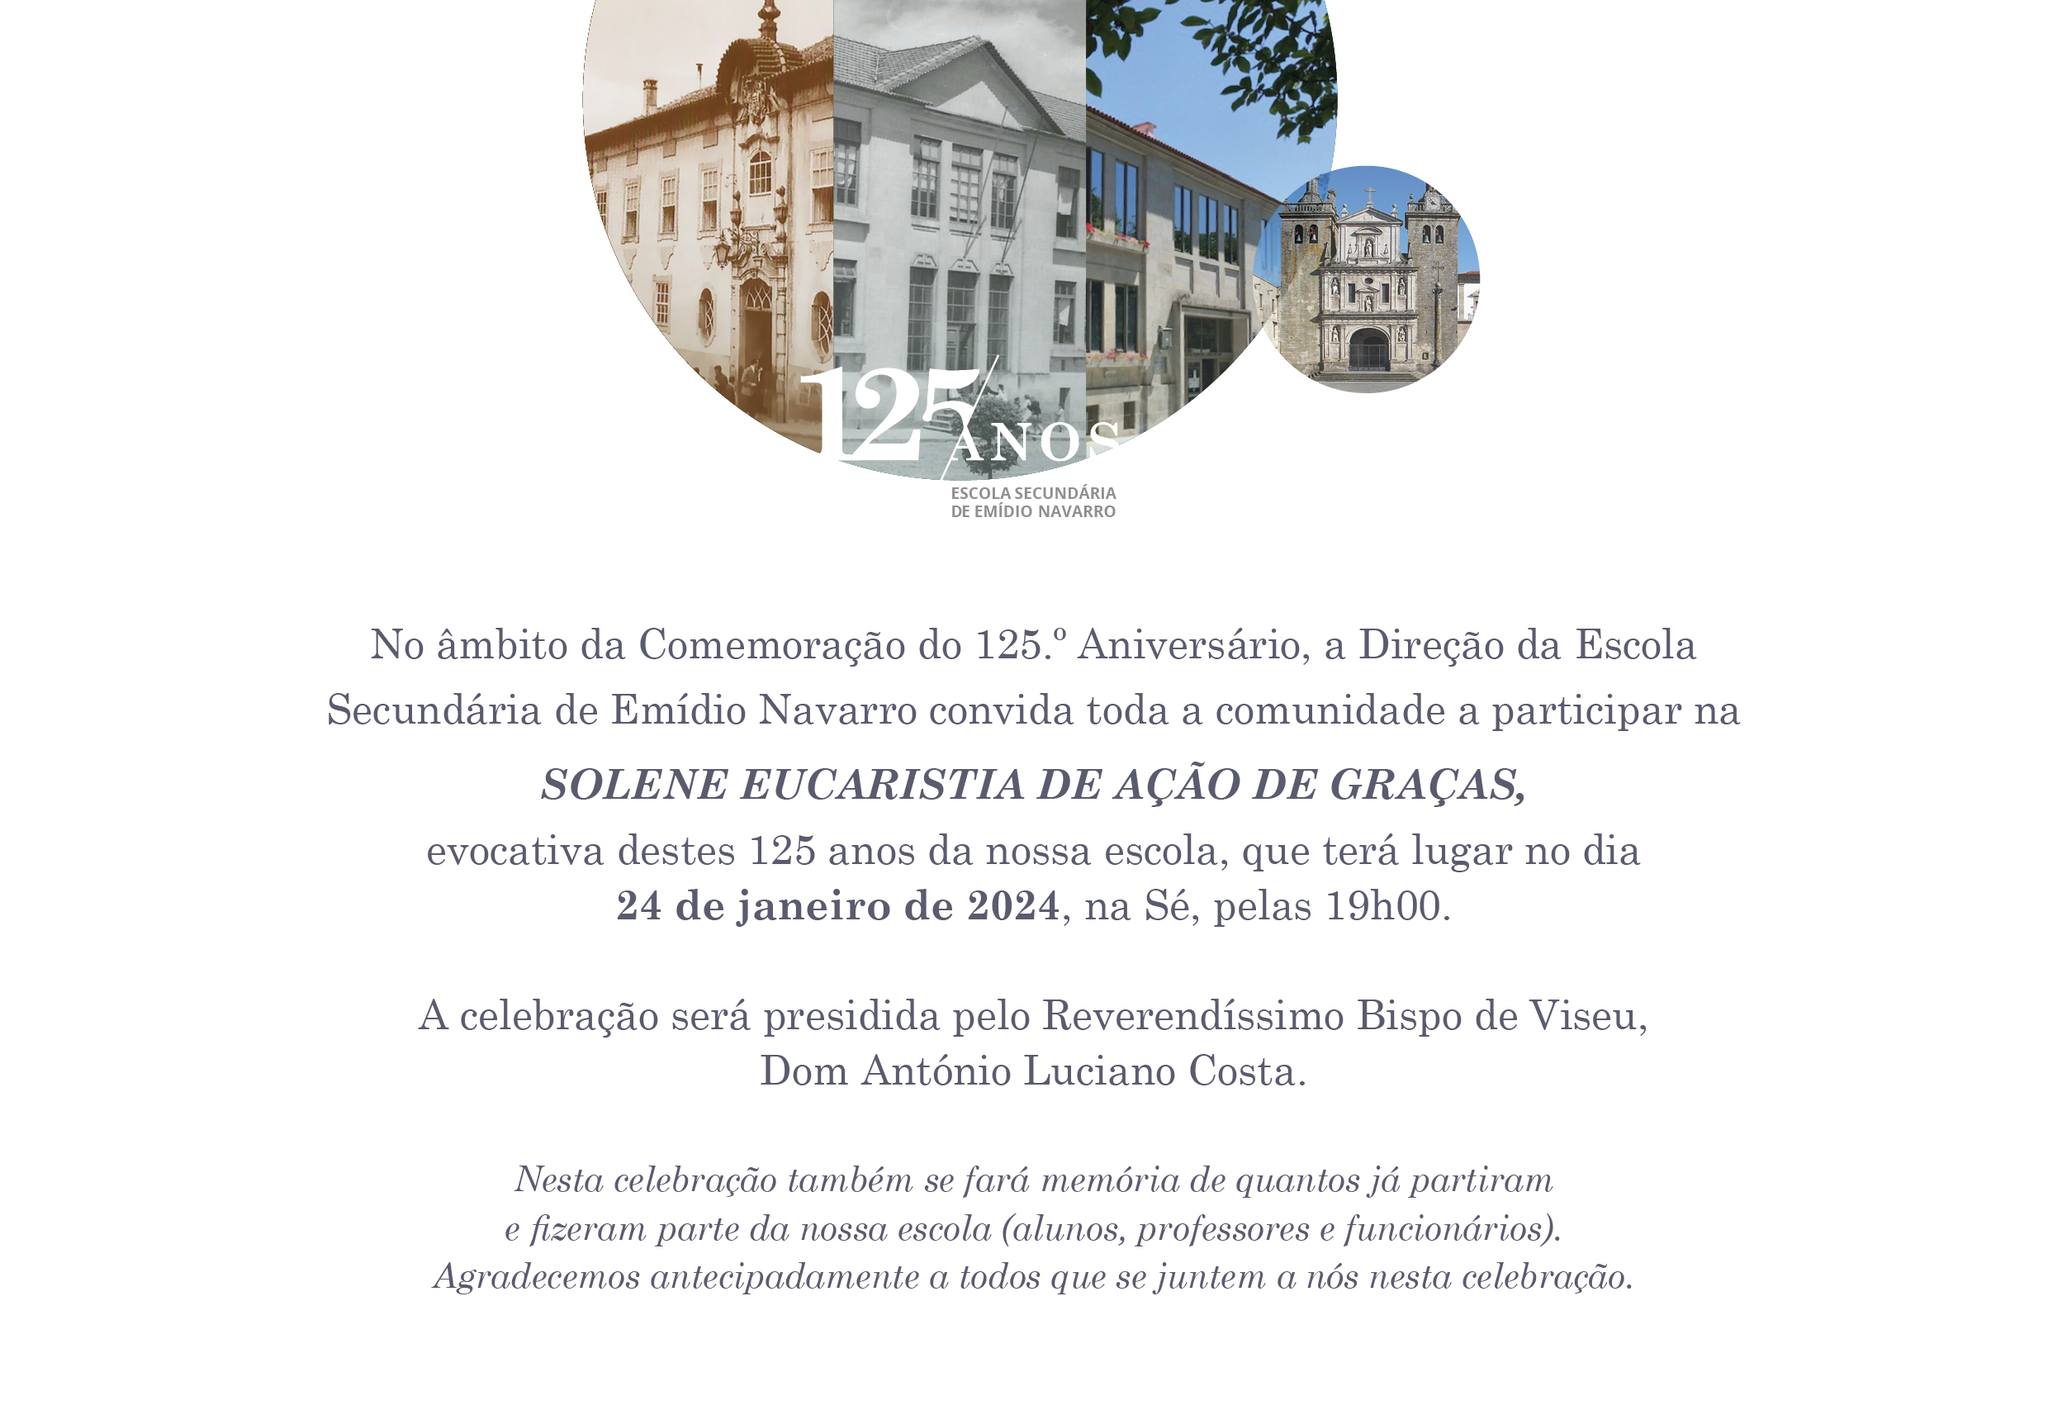 125 ANOS
ESCOLA SECUNDÁRIA
DE EMÍDIO NAVARRO
No âmbito da Comemoração do 125.º Aniversário, a Direção da Escola
Secundária de Emídio Navarro convida toda a comunidade a participar na
SOLENE EUCARISTIA DE AÇÃO DE GRAÇAS,
evocativa destes 125 anos da nossa escola, que terá lugar no dia
24 de janeiro de 2024, na Sé, pelas 19h00.
A celebração será presidida pelo Reverendíssimo Bispo de Viseu,
Dom António Luciano Costa.
Nesta celebração também se fará memória de quantos já partiram
e fizeram parte da nossa escola (alunos, professores e funcionários).
Agradecemos antecipadamente a todos que se juntem a nós nesta celebração.